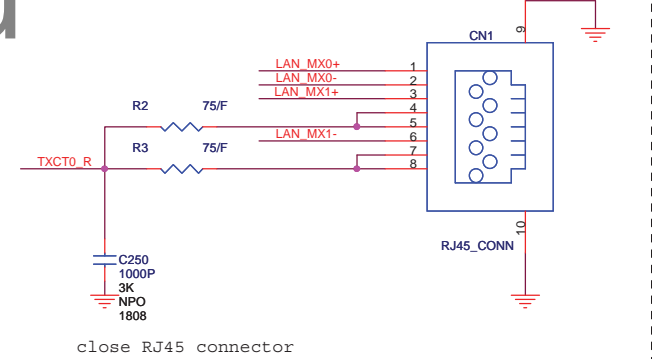 CN1
9
LAN_MX0+
1
LAN_MX0-
2
LAN_MX1+
3
R2 75/F
4
5
LAN_MX1-
6
R3 75/F
7
TXCT0_R
8
10
RJ45_CONN
C250
1000P
3K
NPO
1808
close RJ45 connector